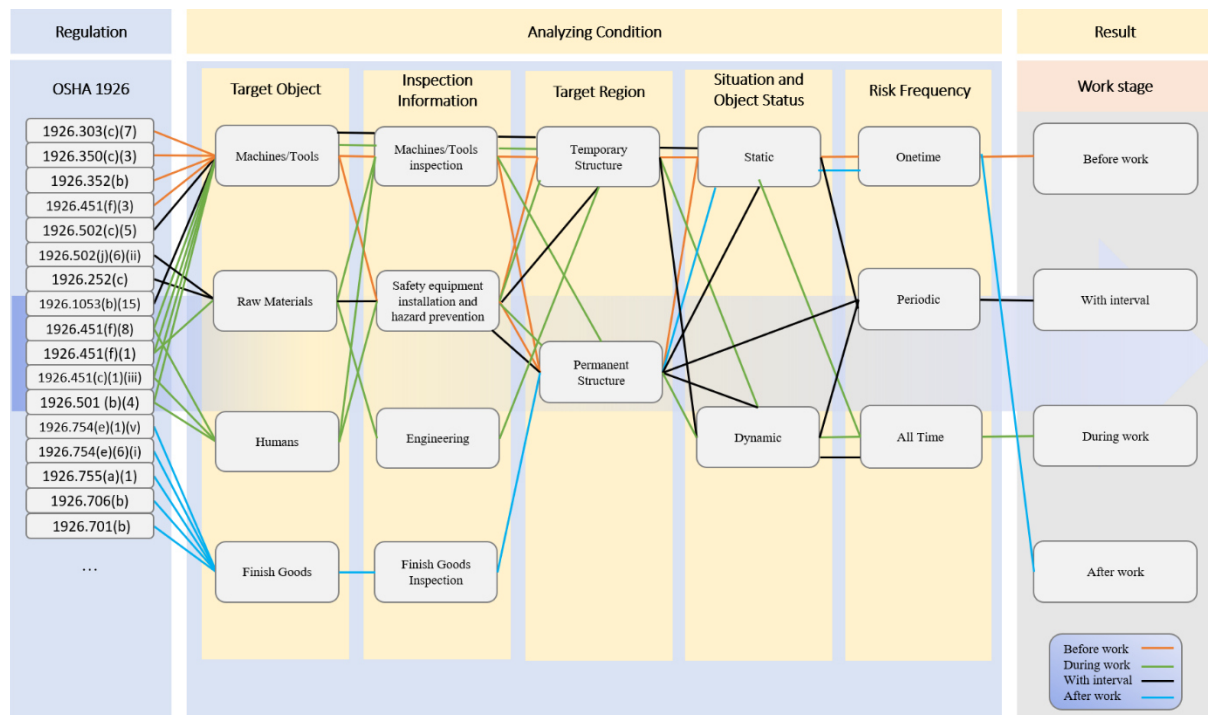 Regulation
Analyzing Condition
Result
OSHA 1926
Target Object
Inspection
Information
Target Region
Situation and
Object Status
Risk Frequency
Work stage
1926.303(c)(7)
1926.350(c)(3)
1926.352(b)
1926.451(f)(3)
1926.502(c)(5)
1926.502(j)(6)(ii)
1926.252(c)
1926.1053(b)(15)
1926.451(f)(8)
1926.451(f)(1)
1926.451(c)(1)(iii)
1926.501 (b)(4)
1926.754(e)(1)(v)
1926.754(e)(6)(i)
1926.755(a)(1)
1926.706(b)
1926.701(b)
...
Machines/Tools
Raw Materials
Humans
Finish Goods
Machines/Tools
inspection
Safety equipment
installation and
hazard prevention
Engineering
Finish Goods
Inspection
Temporary
Structure
Permanent
Structure
Static
Dynamic
Onetime
Periodic
All Time
Before work
With interval
During work
After work
Before work
During work
With interval
After work